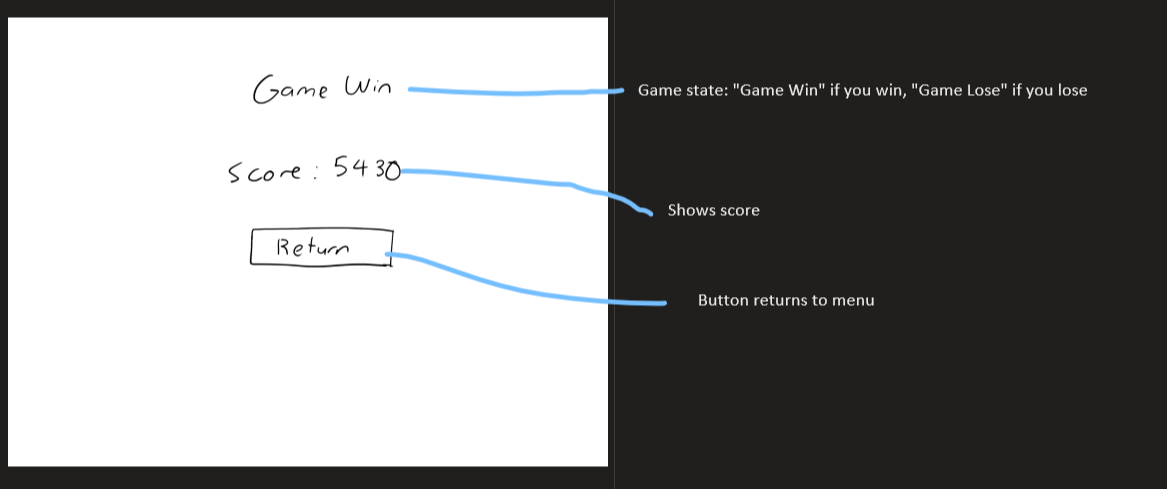 Game Win
Game state: "Game Win" if you win, "Game Lose" if you lose
Score: 5430
Shows score
Return
Button returns to menu